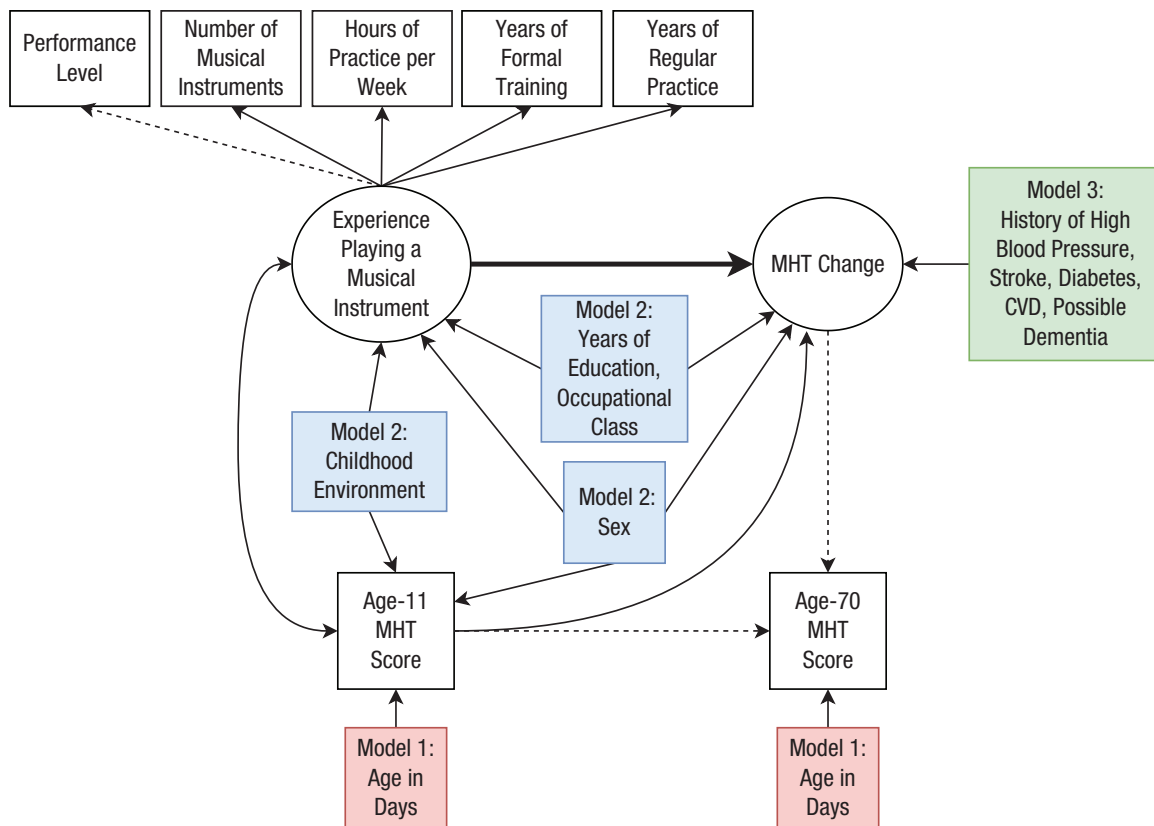 Performance
Level
Number of
Musical
Instruments
Hours of
Practice per
Week
Years of
Formal
Training
Years of
Regular
Practice
Experience
Playing a
Musical
Instrument
MHT Change
Model 3:
History of High
Blood Pressure,
Stroke, Diabetes,
CVD, Possible
Dementia
Model 2:
Years of
Education,
Occupational
Class
Model 2:
Childhood
Environment
Model 2:
Sex
Age-11
MHT
Score
Age-70
MHT
Score
Model 1:
Age in
Days
Model 1:
Age in
Days